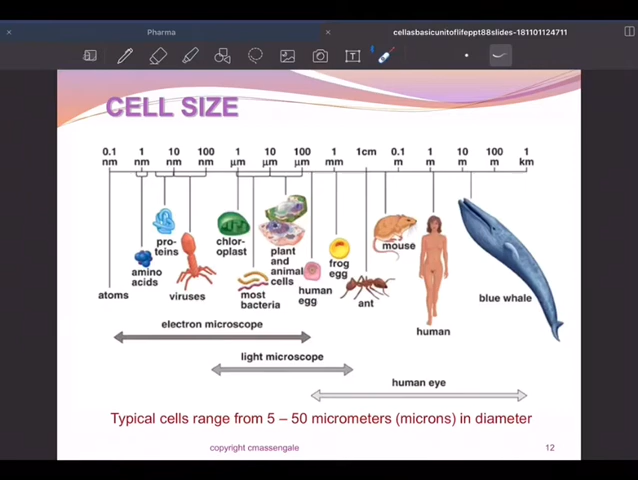 Pharma
cellasbasicunitoflifeppt88slides-181101124711
CELL SIZE
0.1 1 10 100 1 10 100 1 1cm 0.1 1 10 100 1
nm nm nm nm µm µm µm mm m m m m km
pro-
teins
chlor-
oplast
plant
and
animal
cells
mouse
amino
acids
frog
egg
atoms
viruses
most
bacteria
human
egg
ant
blue whale
electron microscope
human
light microscope
human eye
Typical cells range from 5 – 50 micrometers (microns) in diameter
copyright cmassengale
12